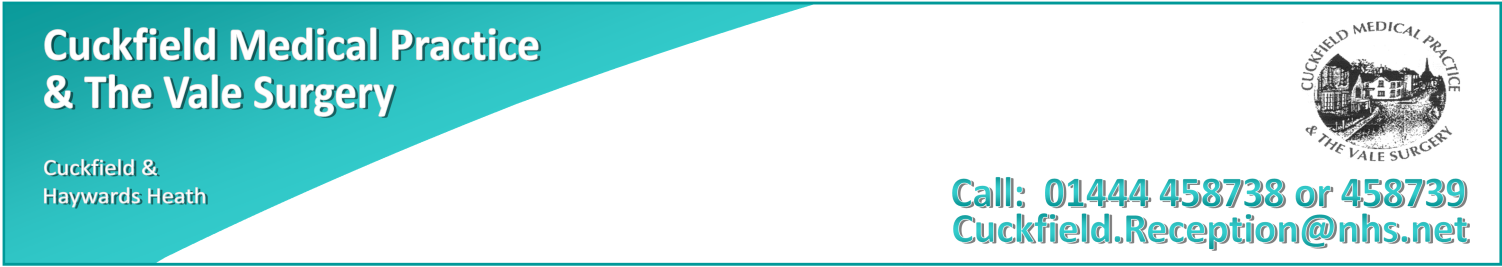 Cuckfield Medical Practice
& The Vale Surgery
Cuckfield &
Haywards Heath
CUCKFIELD MEDICAL PRACTICE
& THE VALE SURGERY
Call: 01444 458738 or 458739
Cuckfield.Reception@nhs.net